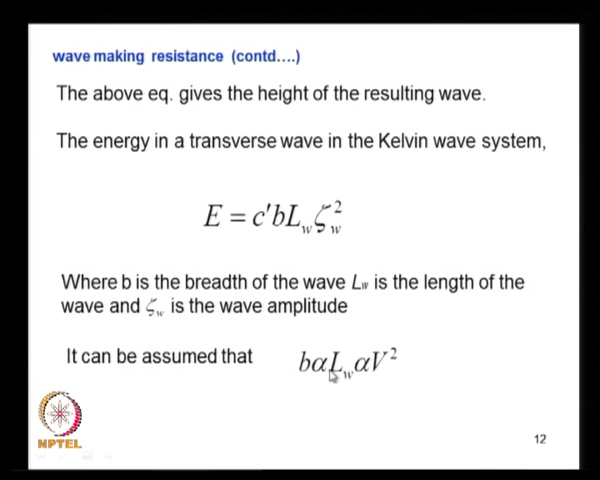 wave making resistance (contd....)
The above eq. gives the height of the resulting wave.
The energy in a transverse wave in the Kelvin wave system,
E = c'bL_w ζ_w^2
Where b is the breadth of the wave L_w is the length of the
wave and ζ_w is the wave amplitude
It can be assumed that bαL_wαV^2
NPTEL
12